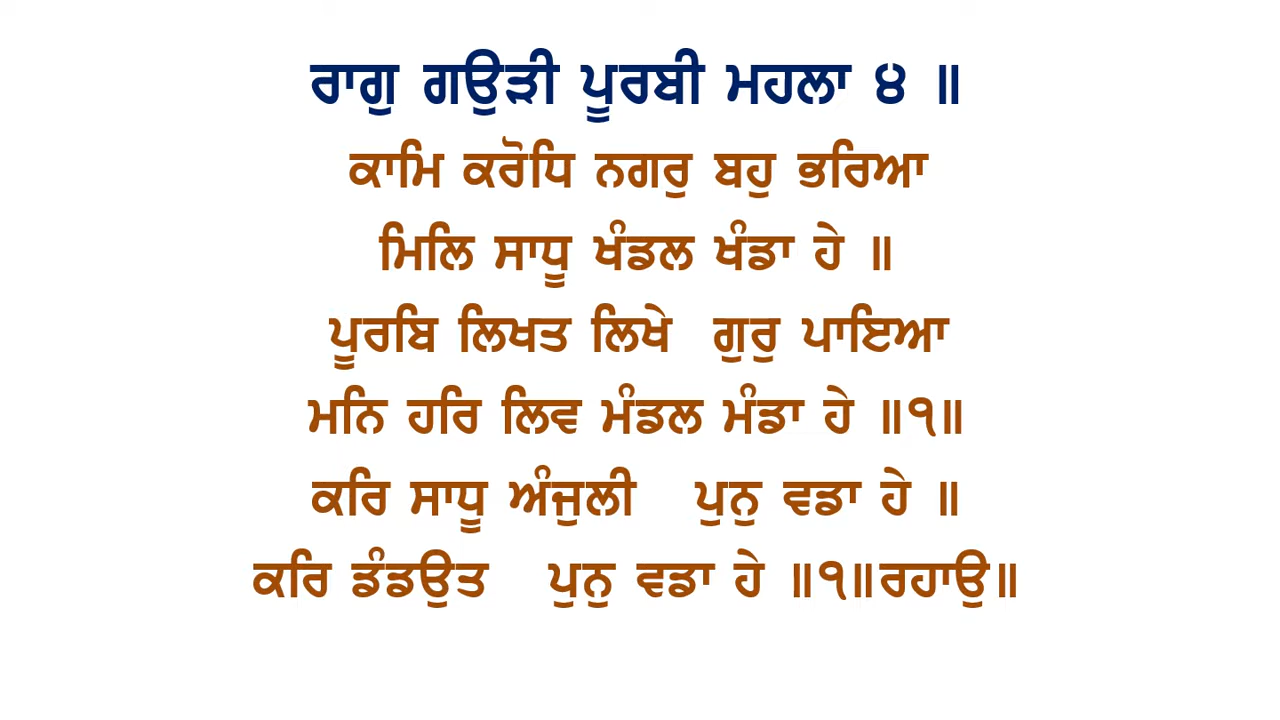 ਰਾਗੁ ਗਉੜੀ ਪੂਰਬੀ ਮਹਲਾ ੪ ॥
ਕਾਮਿ ਕਰੋਧਿ ਨਗਰੁ ਬਹੁ ਭਰਿਆ
ਮਿਲਿ ਸਾਧੂ ਖੰਡਲ ਖੰਡਾ ਹੇ ॥
ਪੂਰਬਿ ਲਿਖਤ ਲਿਖੇ ਗੁਰੁ ਪਾਇਆ
ਮਨਿ ਹਰਿ ਲਿਵ ਮੰਡਲ ਮੰਡਾ ਹੇ ॥੧॥
ਕਰਿ ਸਾਧੂ ਅੰਜੁਲੀ ਪੁਨੁ ਵਡਾ ਹੇ ॥
ਕਰਿ ਡੰਡਉਤ ਪੁਨੁ ਵਡਾ ਹੇ ॥੧॥ਰਹਾਉ॥